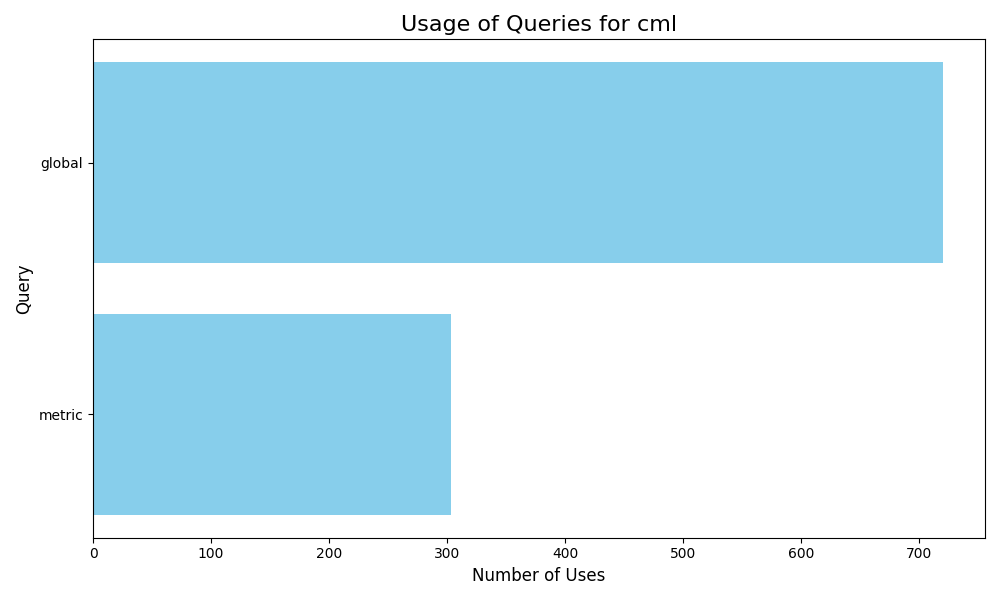 Usage of Queries for cml
global
metric
Query
0 100 200 300 400 500 600 700
Number of Uses